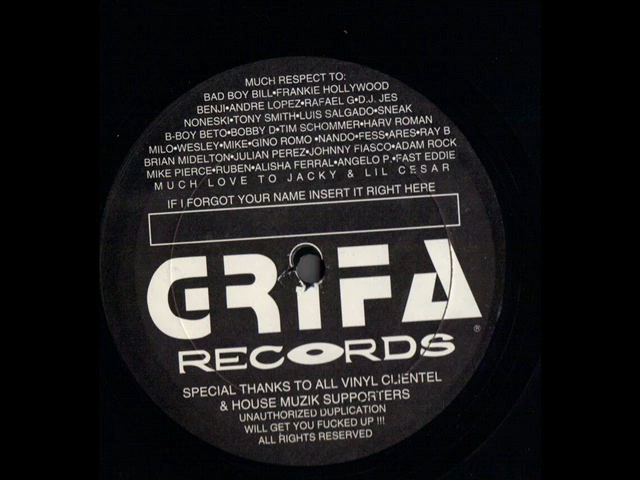 MUCH RESPECT TO:
BAD BOY BILL•FRANKIE HOLLYWOOD
BENJI•ANDRE LOPEZ•RAFAEL G•D.J. JES
NONESKI•TONY SMITH•LUIS SALGADO•SNEAK
B-BOY BETO•BOBBY D•TIM SCHOMMER•HARV ROMAN
MILO•WESLEY•MIKE•GINO ROMO •NANDO•FESS•ARES•RAY B
BRIAN MIDELTON•JULIAN PEREZ•JOHNNY FIASCO•ADAM ROCK
MIKE PIERCE•RUBEN•ALISHA FERRAL•ANGELO P.•FAST EDDIE
MUCH LOVE TO JACKY & LIL CESAR
IF I FORGOT YOUR NAME INSERT IT RIGHT HERE
GRIFA
RECORDS®
SPECIAL THANKS TO ALL VINYL CLIENTEL
& HOUSE MUZIK SUPPORTERS
UNAUTHORIZED DUPLICATION
WILL GET YOU FUCKED UP !!!
ALL RIGHTS RESERVED